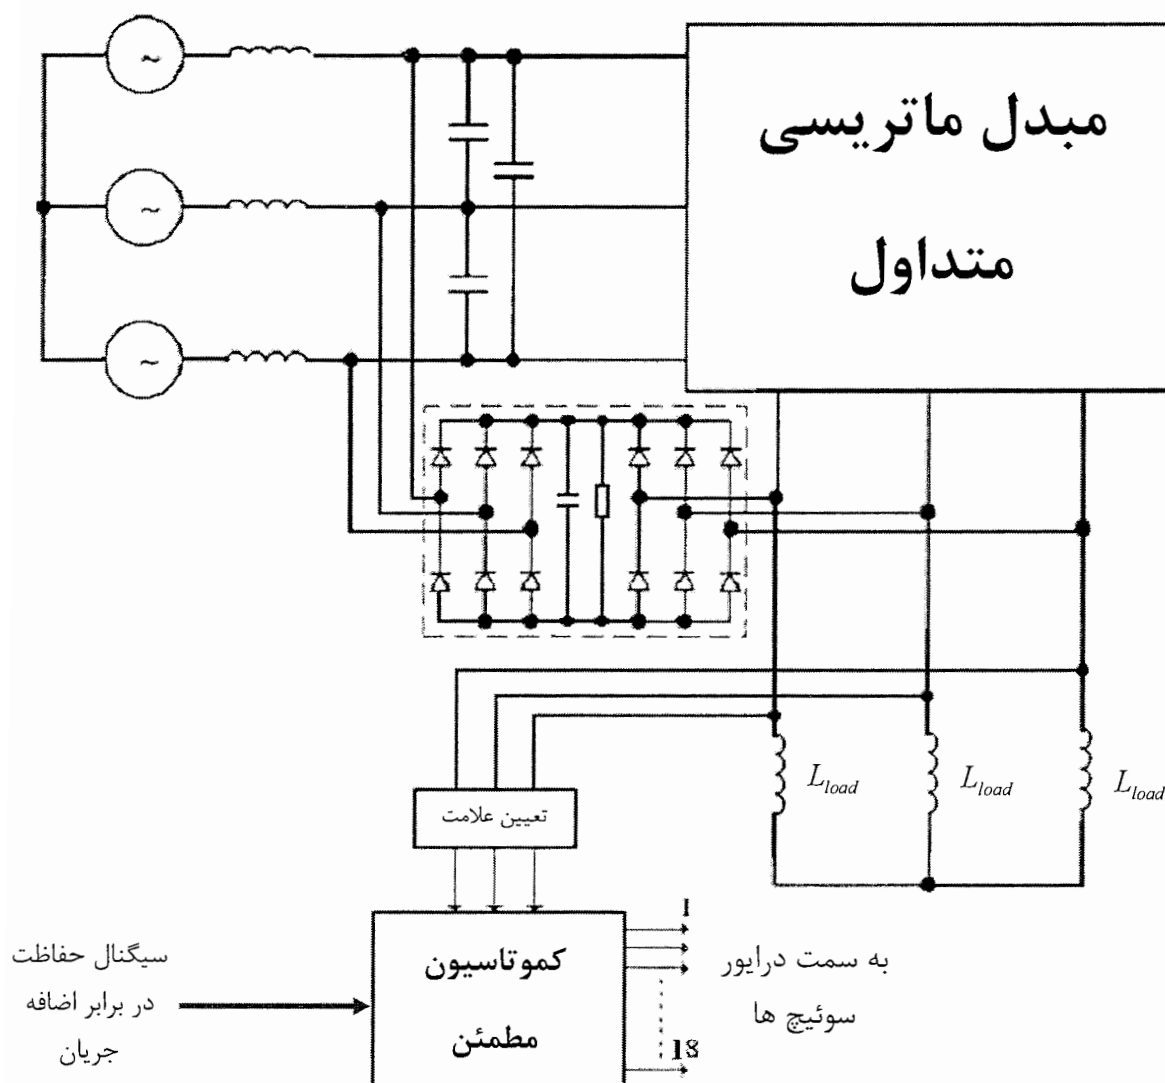 ~
مبدل ماتریسی
متداول
~
~
L_load
L_load
L_load
تعیین علامت
کموتاسیون
مطمئن
سیگنال حفاظت
در برابر اضافه
جریان
1
18
به سمت درایور
سوئیچ ها